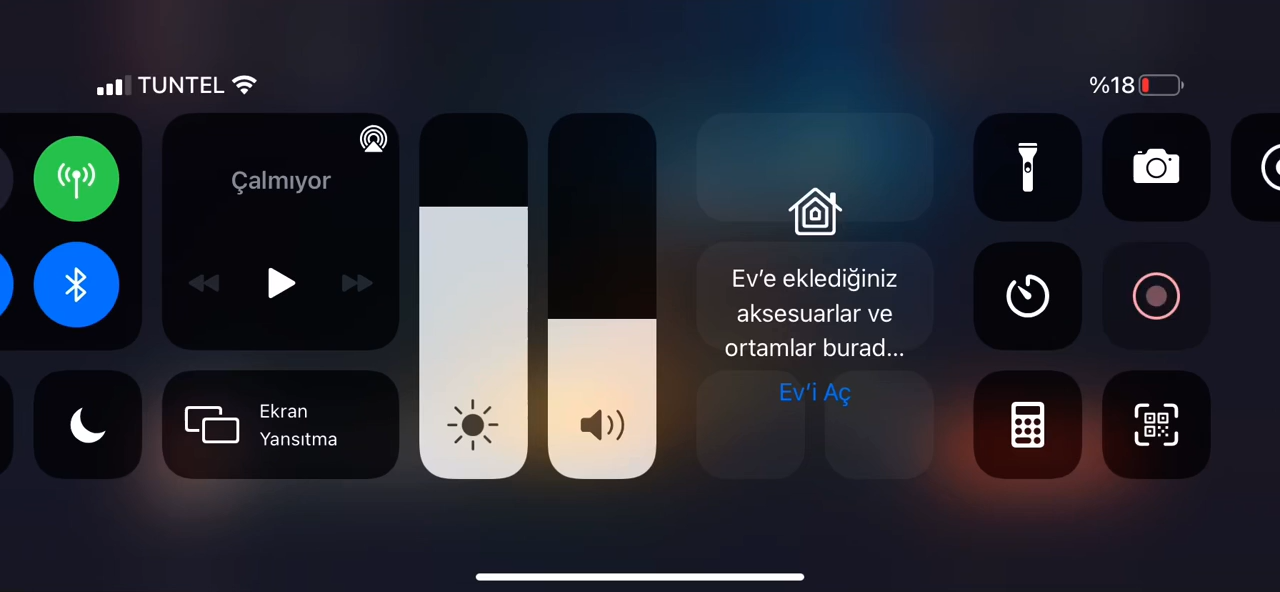 TUNTEL
%18
Çalmıyor
Ekran
Yansıtma
Ev’e eklediğiniz
aksesuarlar ve
ortamlar burad...
Ev’i Aç